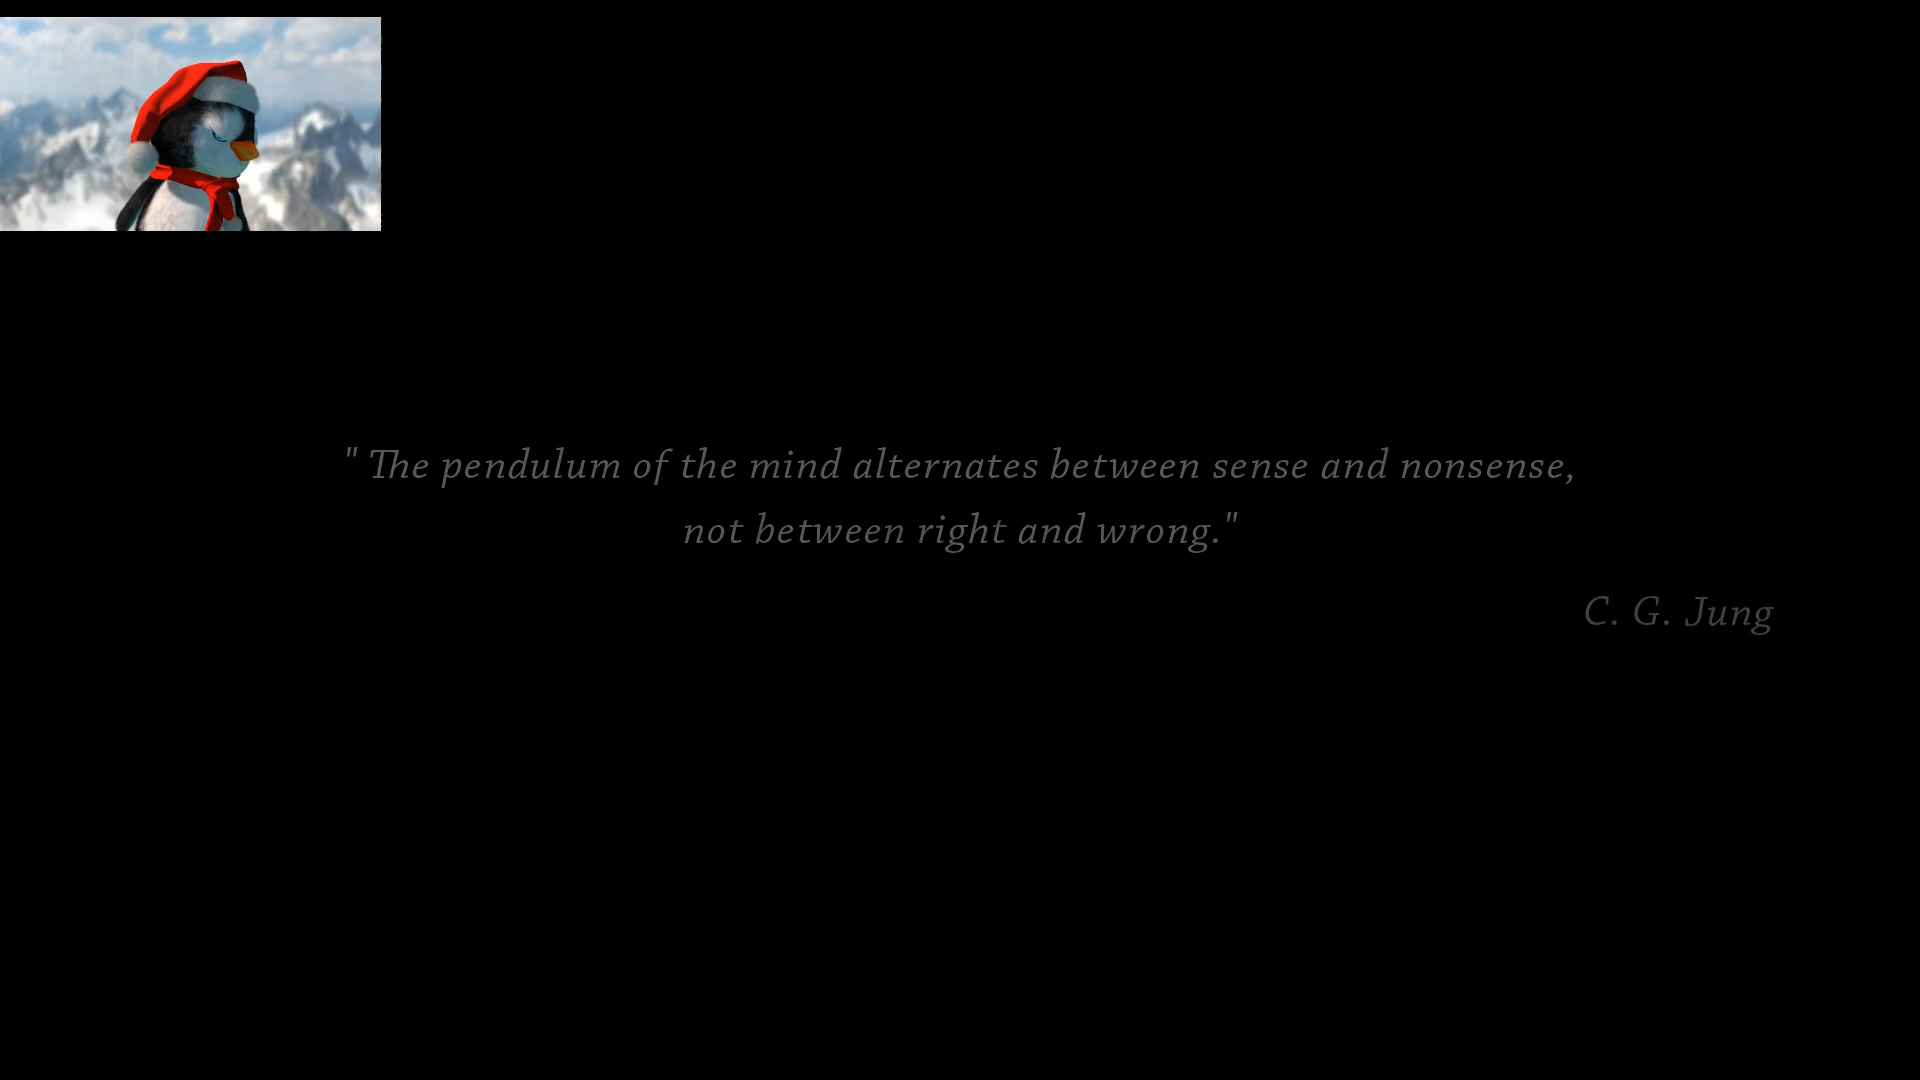 " The pendulum of the mind alternates between sense and nonsense,
not between right and wrong."
C. G. Jung